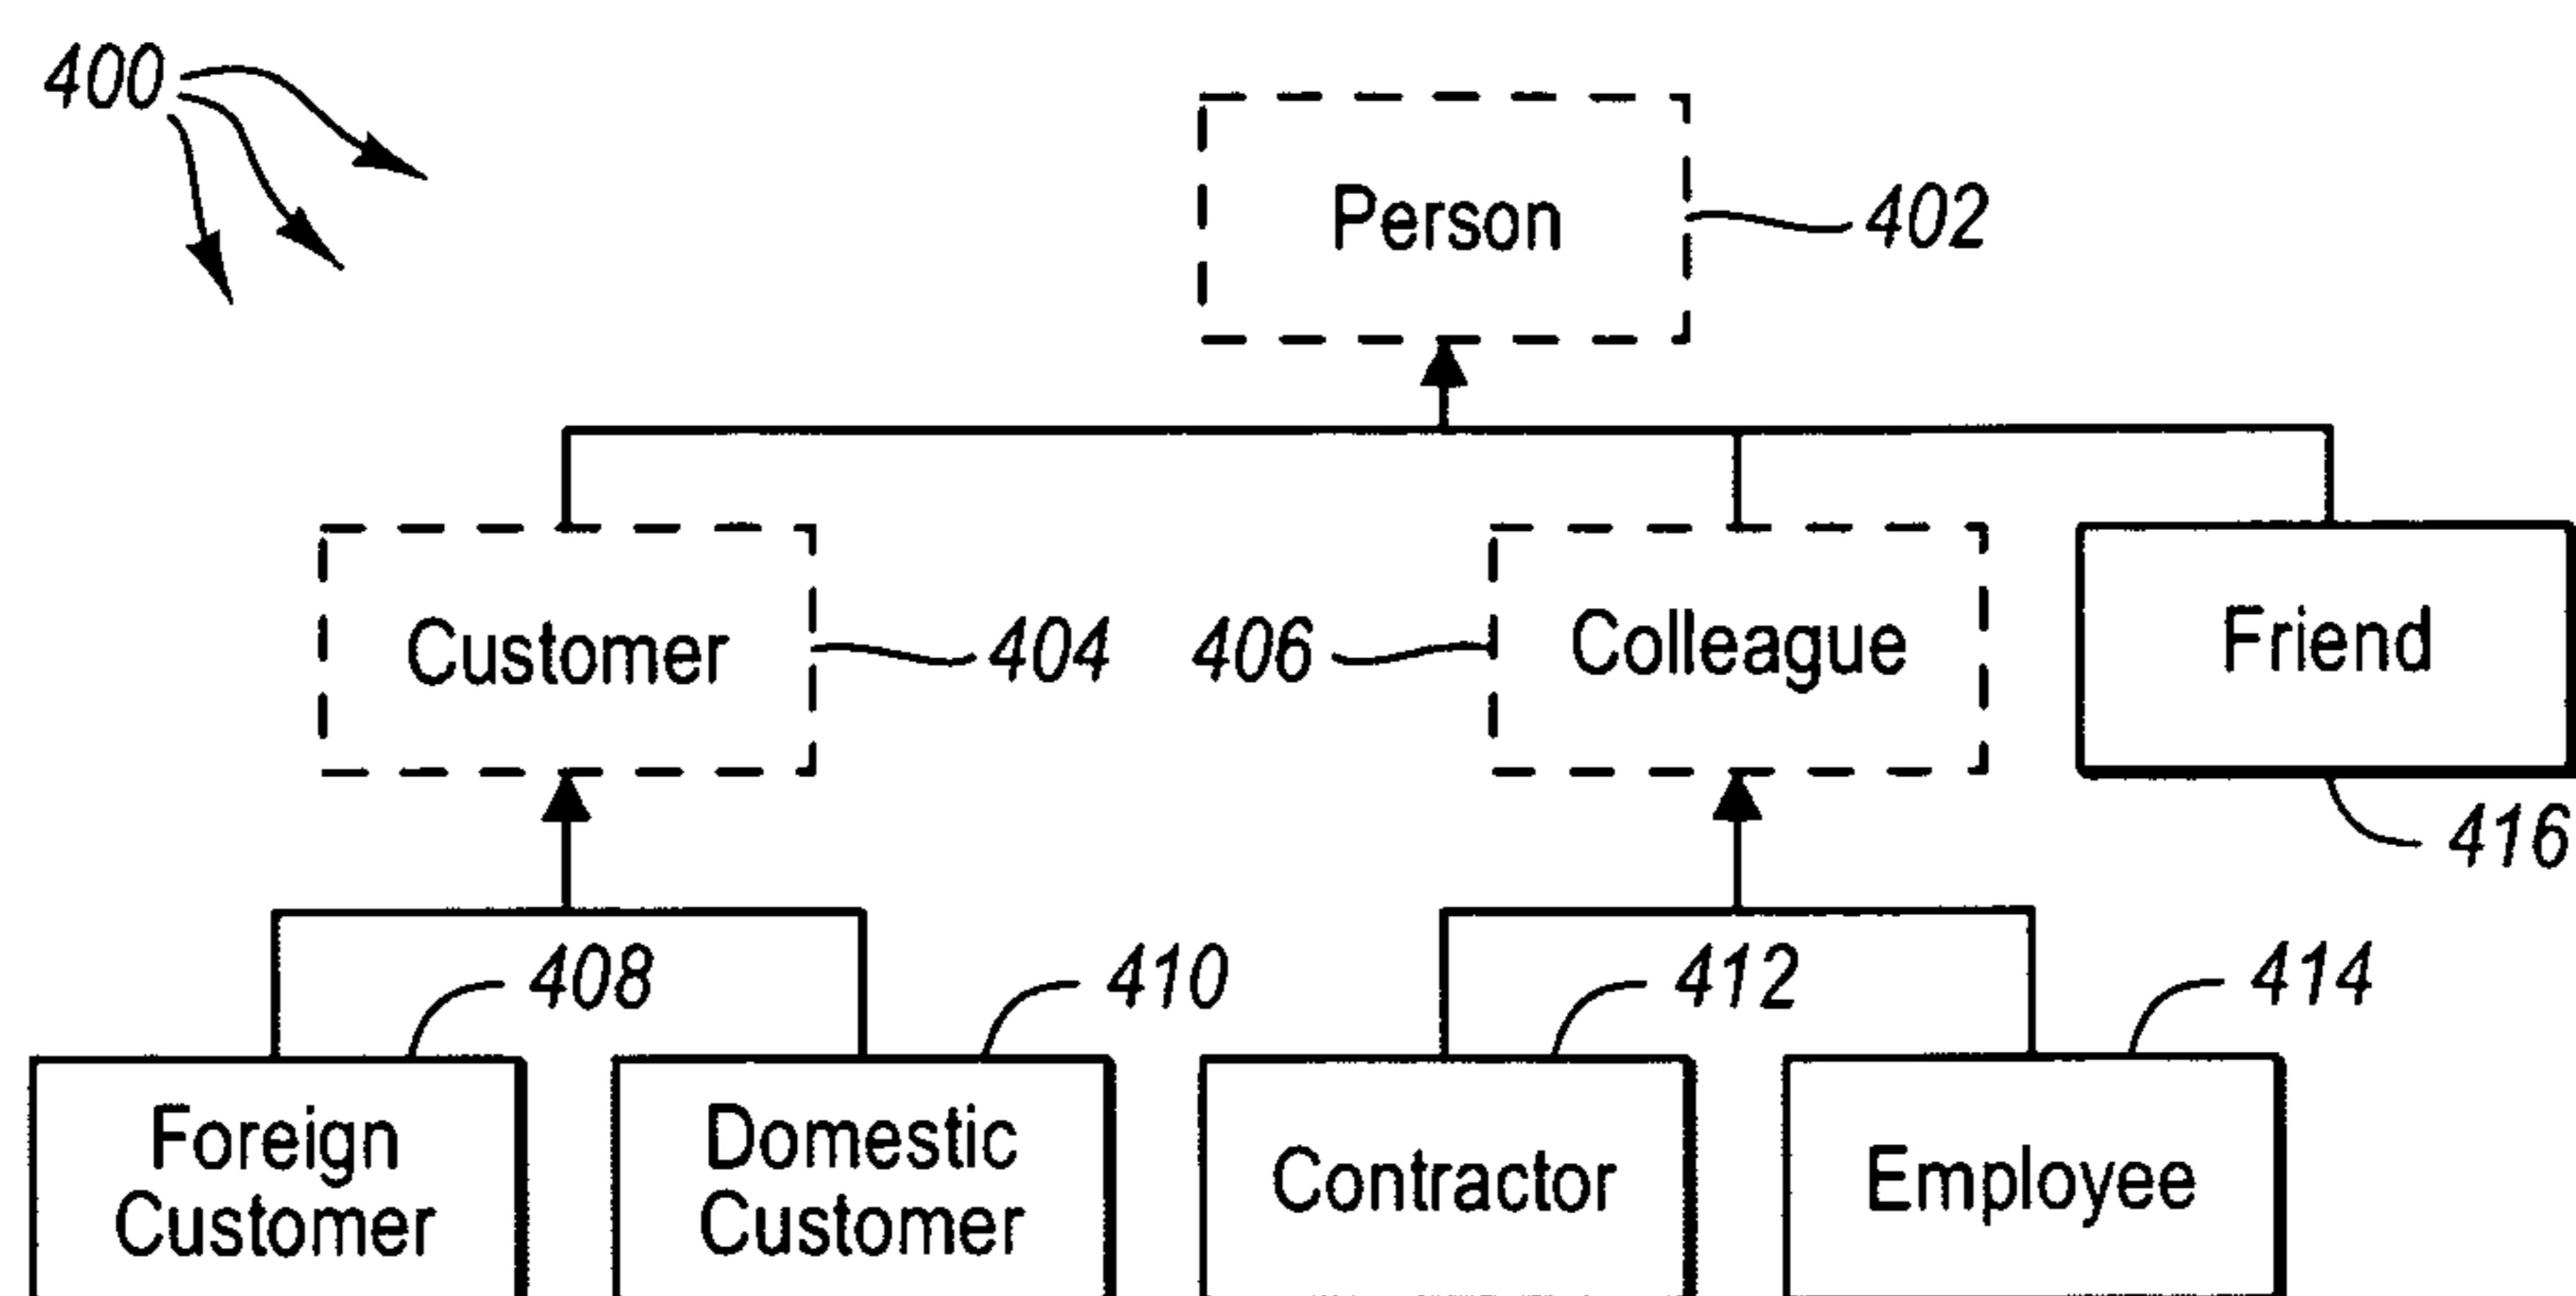 400
Person
402
Customer
404
406
Colleague
Friend
416
408
410
412
414
Foreign
Customer
Domestic
Customer
Contractor
Employee